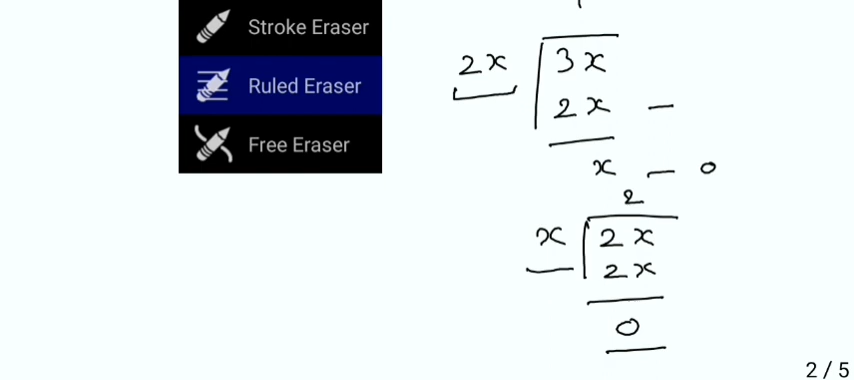 Stroke Eraser
Ruled Eraser
Free Eraser
2x 3x
2x —
x — 0
2
x 2x
2x
0
2 / 5